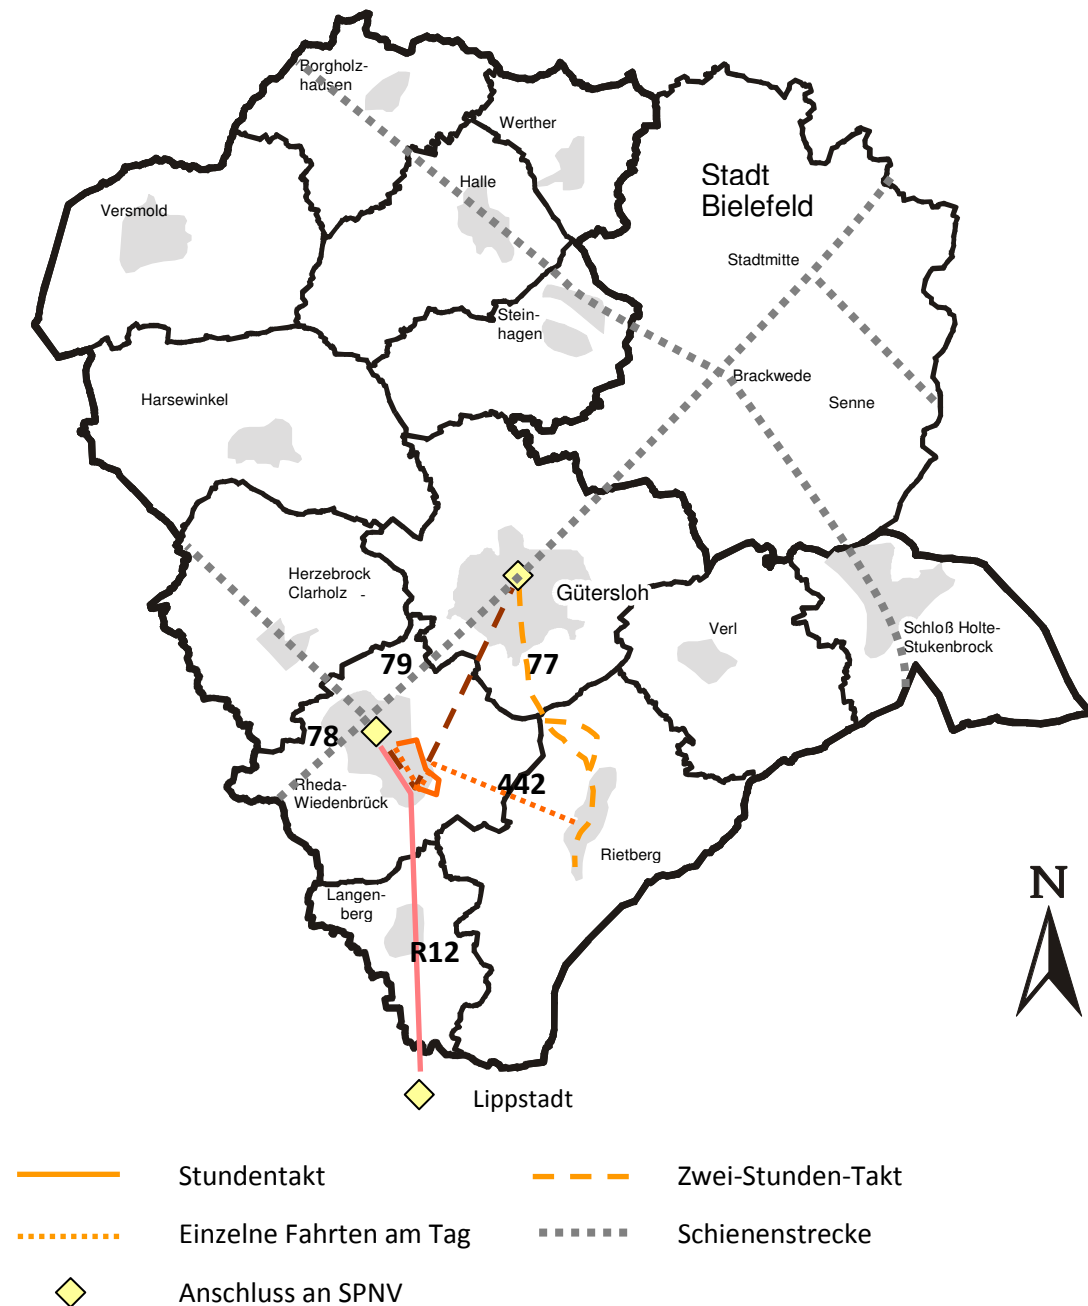 Borgholz-
hausen
Werther
Stadt
Bielefeld
Halle
Versmold
Stadtmitte
Stein-
hagen
Brackwede
Senne
Harsewinkel
Herzebrock
Clarholz -
Gütersloh
Verl
Schloß Holte-
Stukenbrock
79
77
78
442
Rheda-
Wiedenbrück
Rietberg
Langen-
berg
R12
N
Lippstadt
Stundentakt
Zwei-Stunden-Takt
Einzelne Fahrten am Tag
Schienenstrecke
Anschluss an SPNV